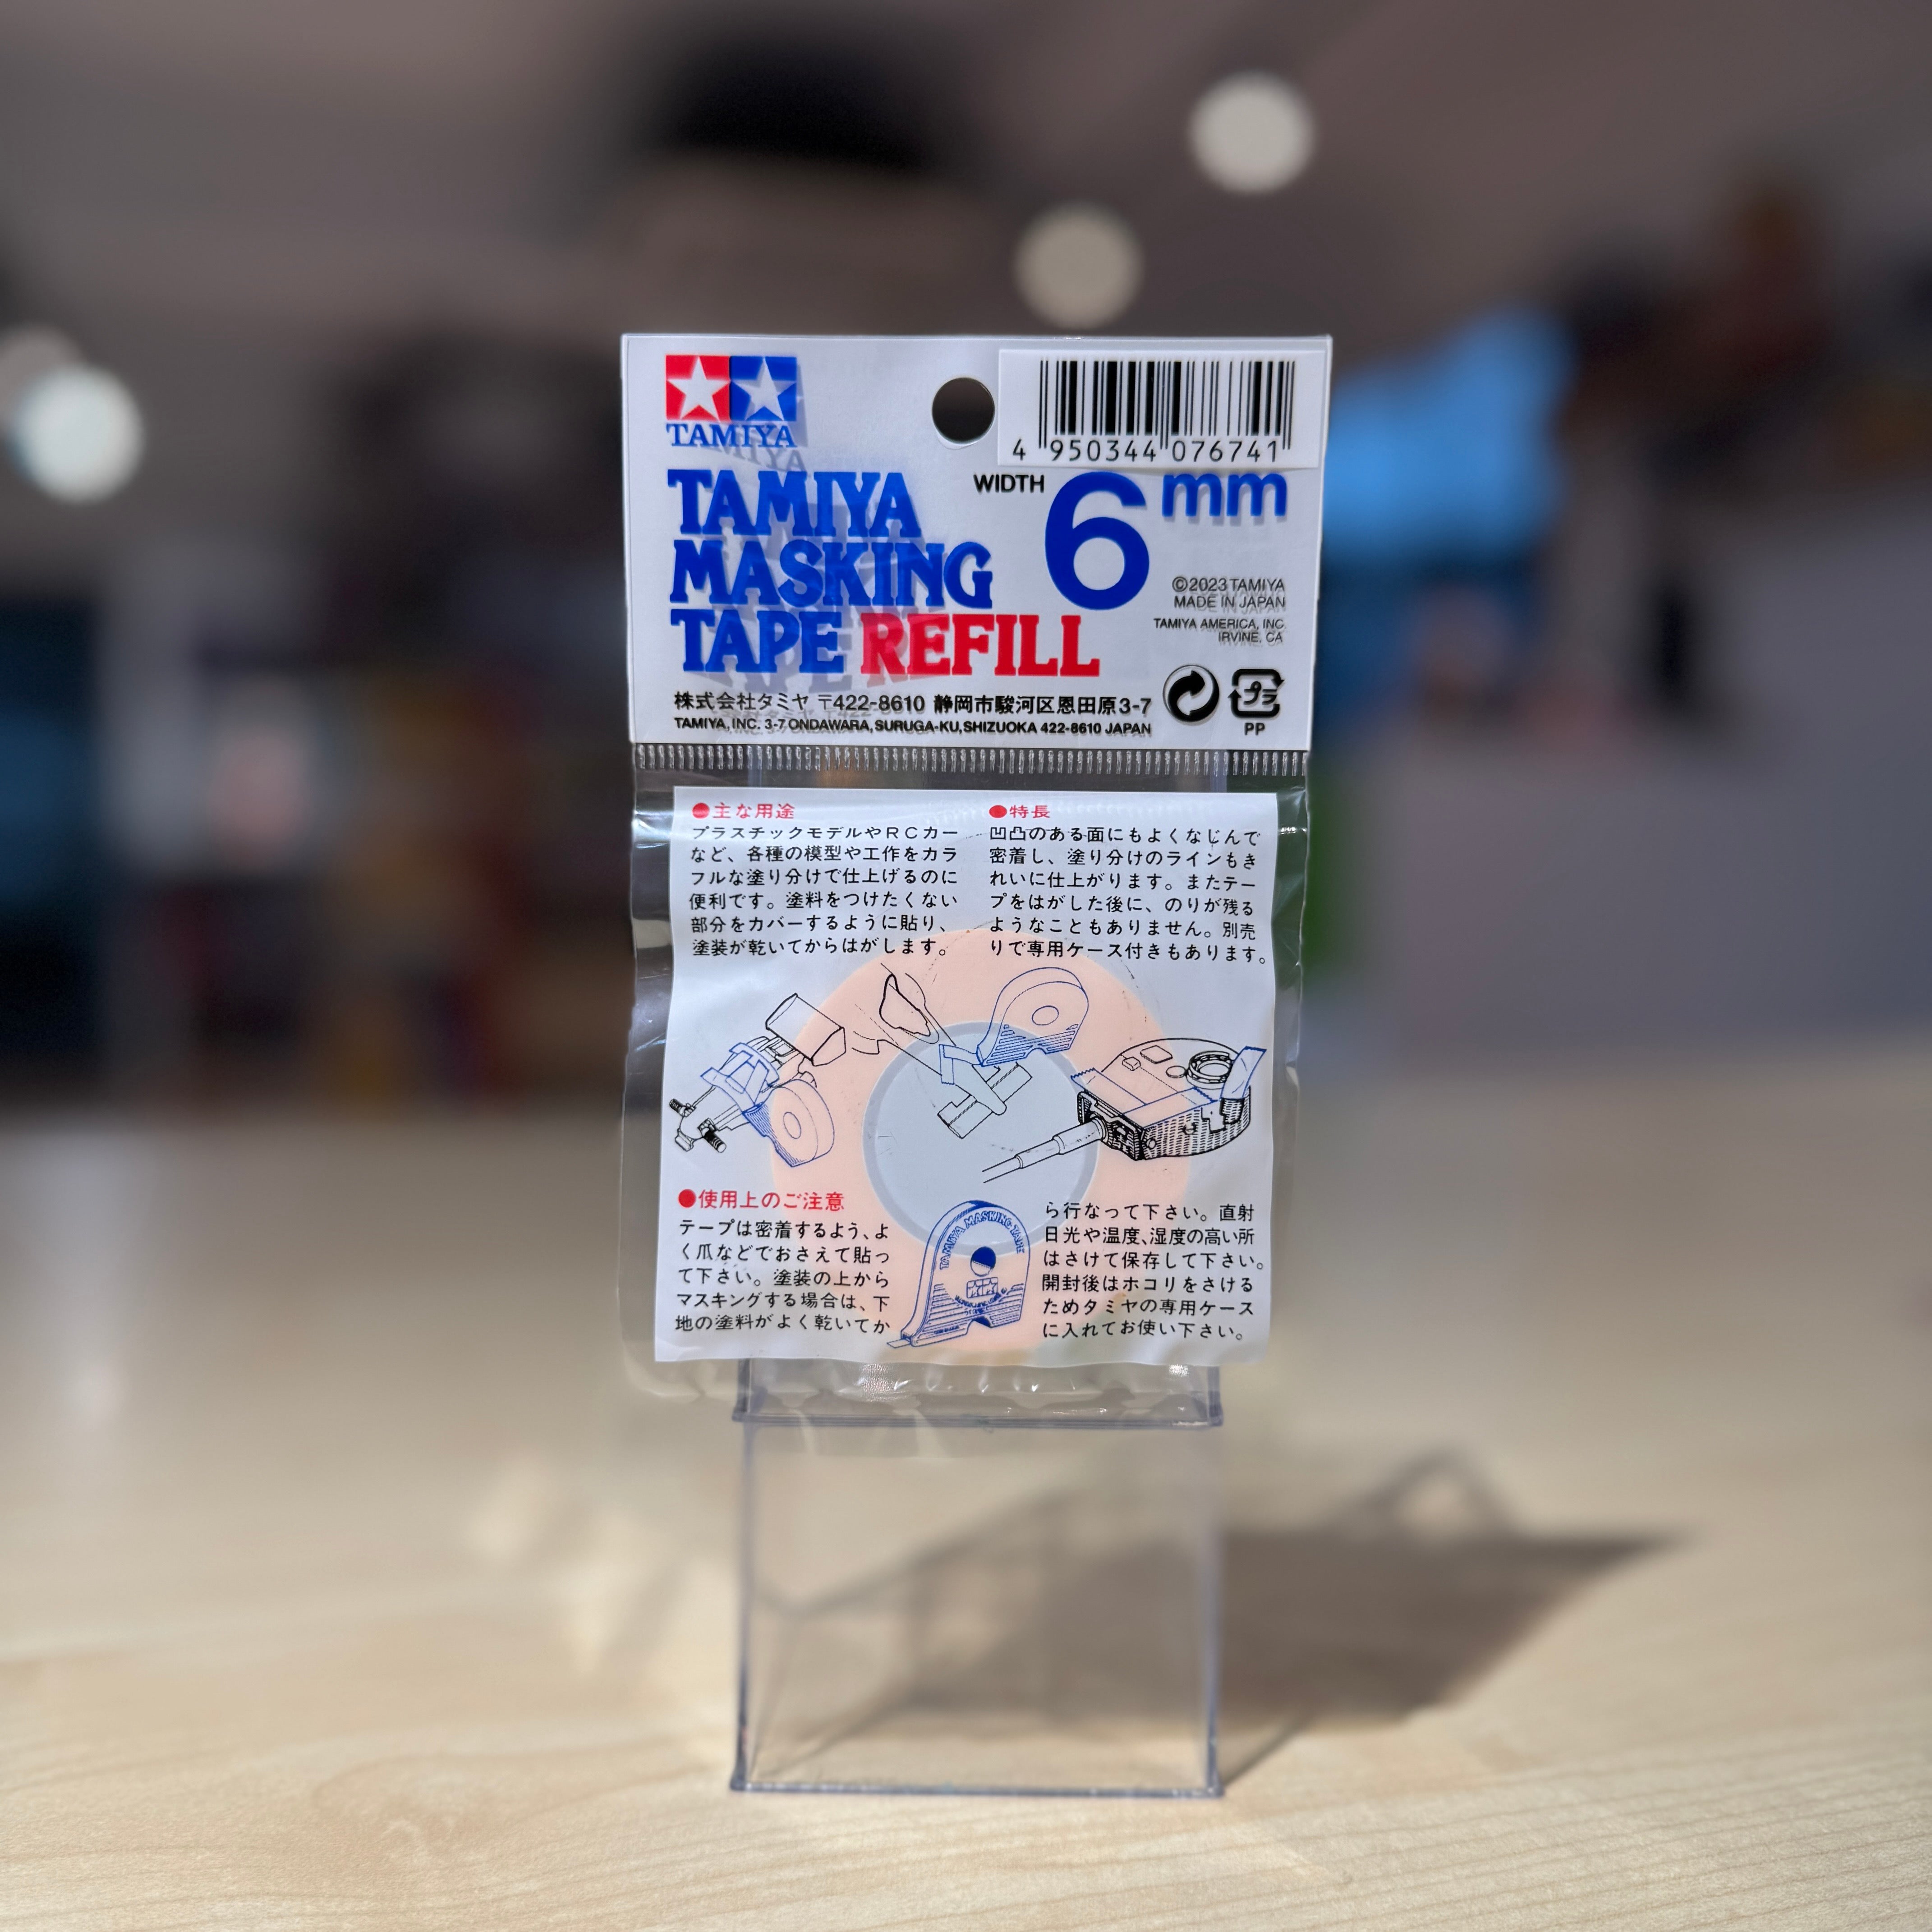 TAMIYA
4 950344 076741
TAMIYA
MASKING
TAPE REFILL
WIDTH 6 mm
©2023 TAMIYA
MADE IN JAPAN
TAMIYA AMERICA, INC.
IRVINE, CA
株式会社タミヤ 〒422-8610 静岡市駿河区恩田原3-7
TAMIYA, INC. 3-7 ONDAWARA, SURUGA-KU, SHIZUOKA 422-8610 JAPAN
プラ
PP
●主な用途
プラスチックモデルやRCカー
など、各種の模型や工作をカラ
フルな塗り分けで仕上げるのに
便利です。塗料をつけたくない
部分をカバーするように貼り、
塗装が乾いてからはがします。
●特長
凹凸のある面にもよくなじんで
密着し、塗り分けのラインもき
れいに仕上がります。またテー
プをはがした後に、のりが残る
ようなこともありません。別売
りで専用ケース付きもあります。
●使用上のご注意
テープは密着するよう、よ
く爪などでおさえて貼っ
て下さい。塗装の上から
マスキングする場合は、下
地の塗料がよく乾いてか
ら行なって下さい。直射
日光や温度、湿度の高い所
はさけて保存して下さい。
開封後はホコリをさける
ためタミヤの専用ケース
に入れてお使い下さい。
TAMIYA MASKING TAPE